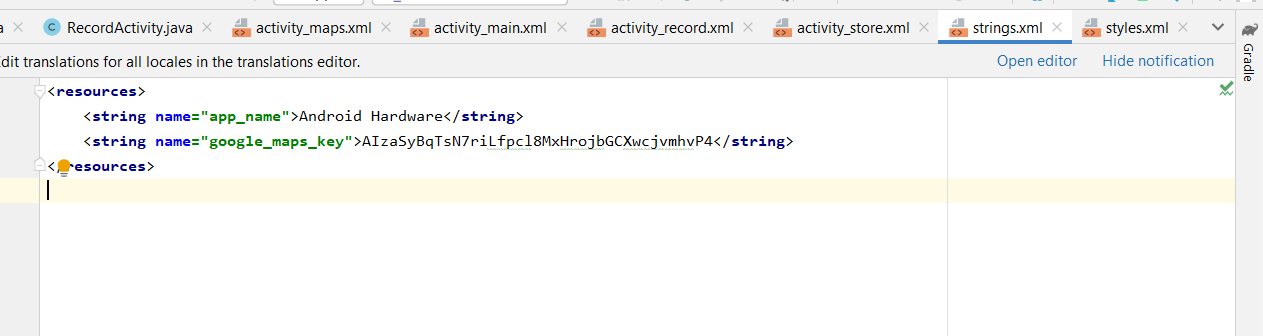 a
RecordActivity.java
activity_maps.xml
activity_main.xml
activity_record.xml
activity_store.xml
strings.xml
styles.xml
dit translations for all locales in the translations editor.
Open editor
Hide notification
Gradle
<resources>
<string name="app_name">Android Hardware</string>
<string name="google_maps_key">AIzaSyBqTsN7riLfpcl8MxHrojbGCXwcjvmhvP4</string>
</resources>